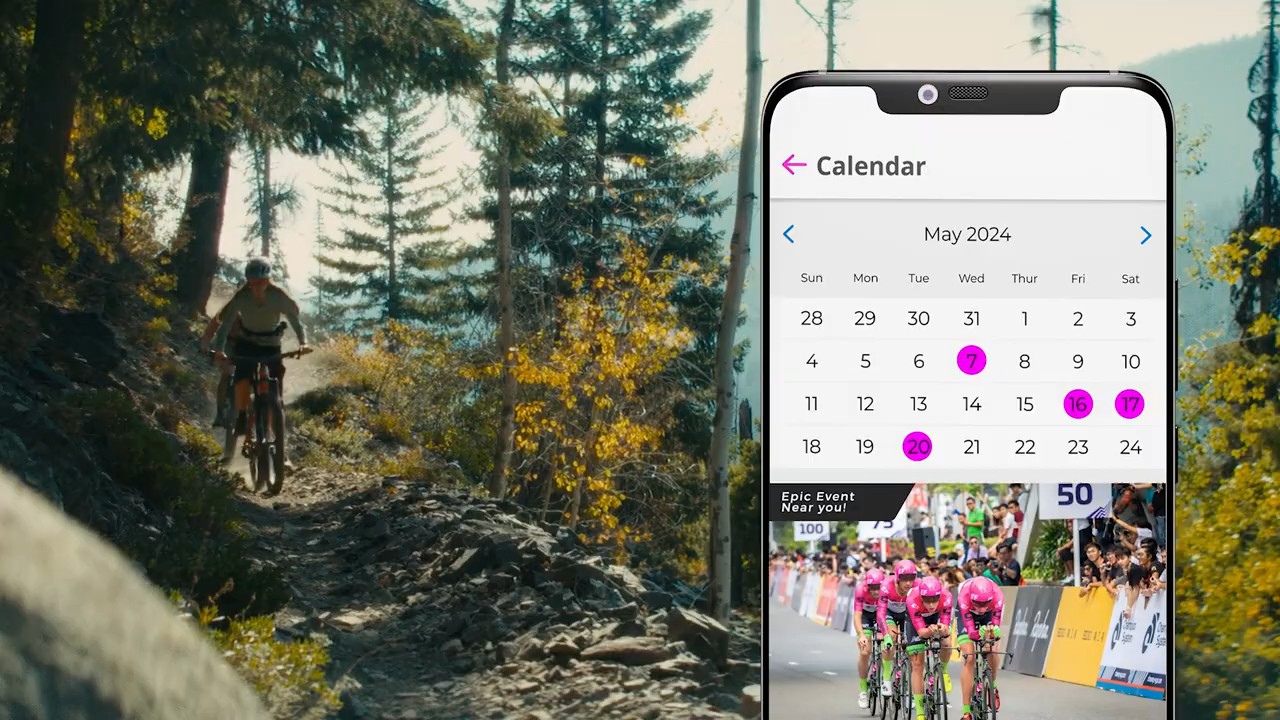 Calendar
May 2024
Sun Mon Tue Wed Thur Fri Sat
28 29 30 31 1 2 3
4 5 6 7 8 9 10
11 12 13 14 15 16 17
18 19 20 21 22 23 24
Epic Event
Near you!
50
100
75
Rapha